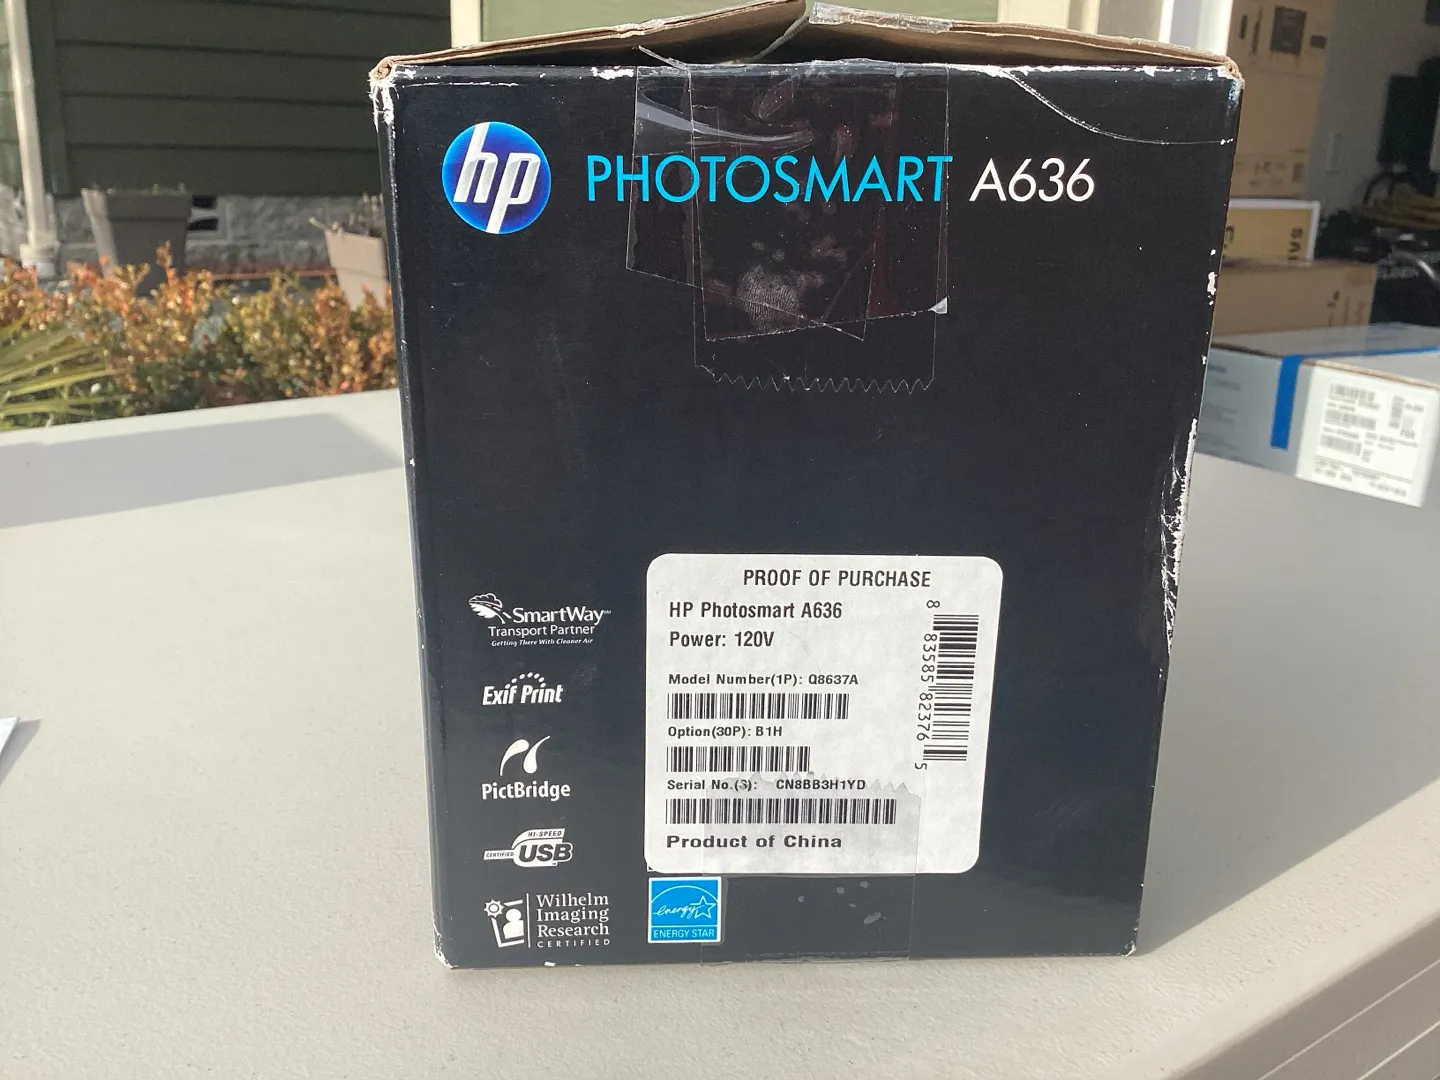 hp PHOTOSMART A636
SmartWay℠
Transport Partner
Getting There With Cleaner Air
Exif Print
PictBridge
HI-SPEED
CERTIFIED USB
Wilhelm
Imaging
Research
CERTIFIED
PROOF OF PURCHASE
HP Photosmart A636
Power: 120V
Model Number(1P): Q8637A
Option(30P): B1H
Serial No.(S): CN8BB3H1YD
Product of China
8 83585 82376 5
energy
ENERGY STAR